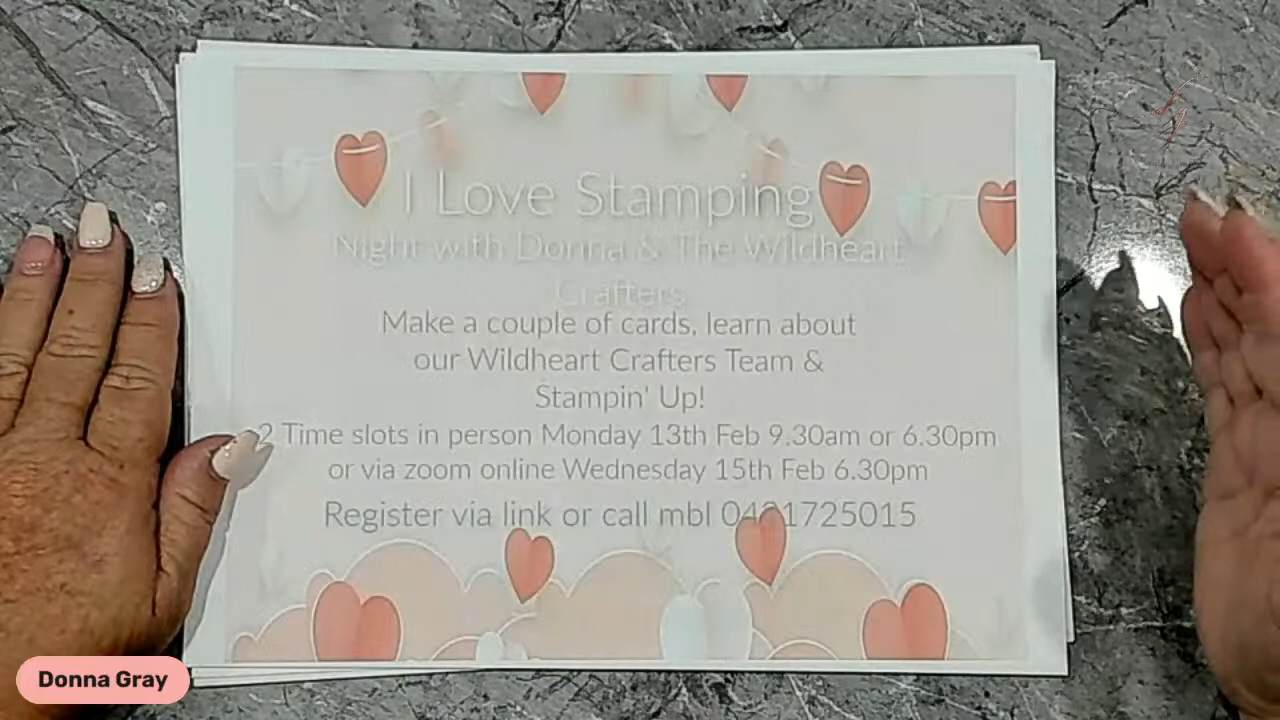 I Love Stamping
Night with Donna & The Wildheart
Crafters
Make a couple of cards, learn about
our Wildheart Crafters Team &
Stampin' Up!
2 Time slots in person Monday 13th Feb 9.30am or 6.30pm
or via zoom online Wednesday 15th Feb 6.30pm
Register via link or call mbl
Donna Gray